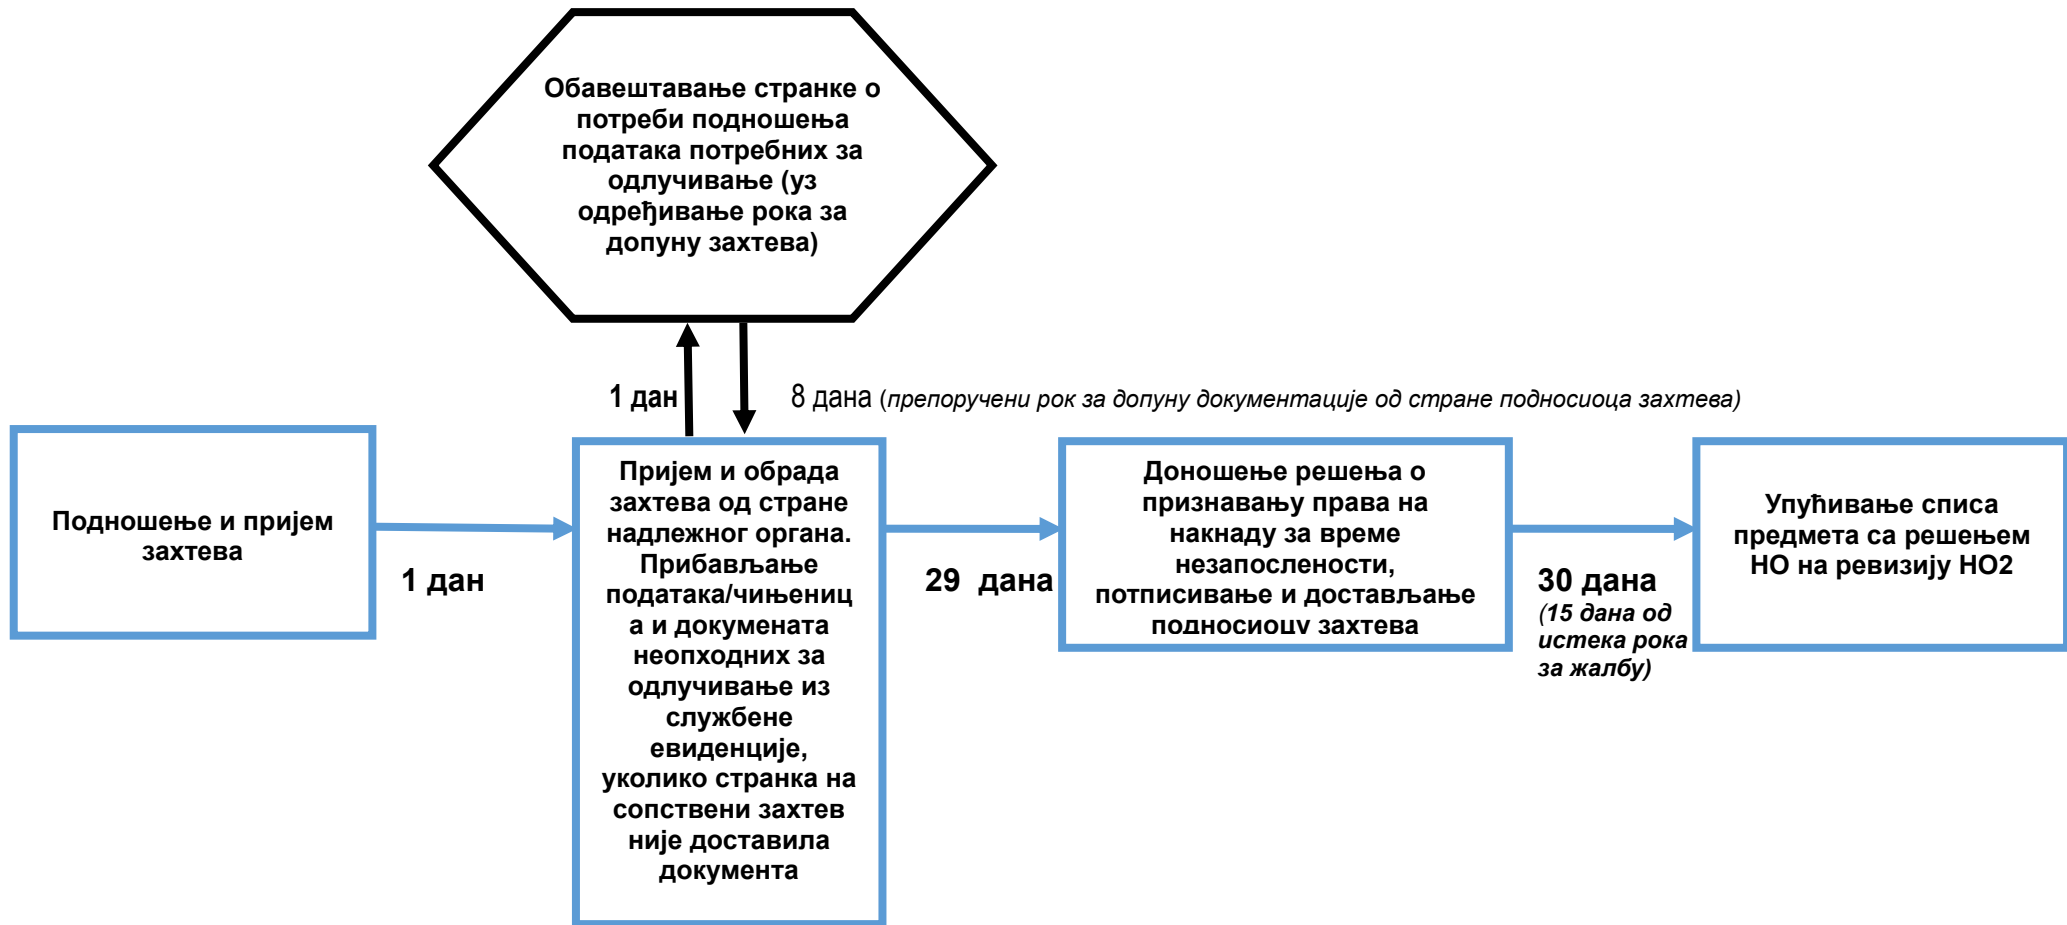 Обавештавање странке о
потреби подношења
података потребних за
одлучивање (уз
одређивање рока за
допуну захтева)
1 дан
8 дана (препоручени рок за допуну документације од стране подносиоца захтева)
Подношење и пријем
захтева
1 дан
Пријем и обрада
захтева од стране
надлежног органа.
Прибављање
података/чињениц
а и докумената
неопходних за
одлучивање из
службене
евиденције,
уколико странка на
сопствени захтев
није доставила
документа
29 дана
Доношење решења о
признавању права на
накнаду за време
незапослености,
потписивање и достављање
подносиоцу захтева
30 дана
(15 дана од
истека рока
за жалбу)
Упућивање списа
предмета са решењем
НО на ревизију НО2